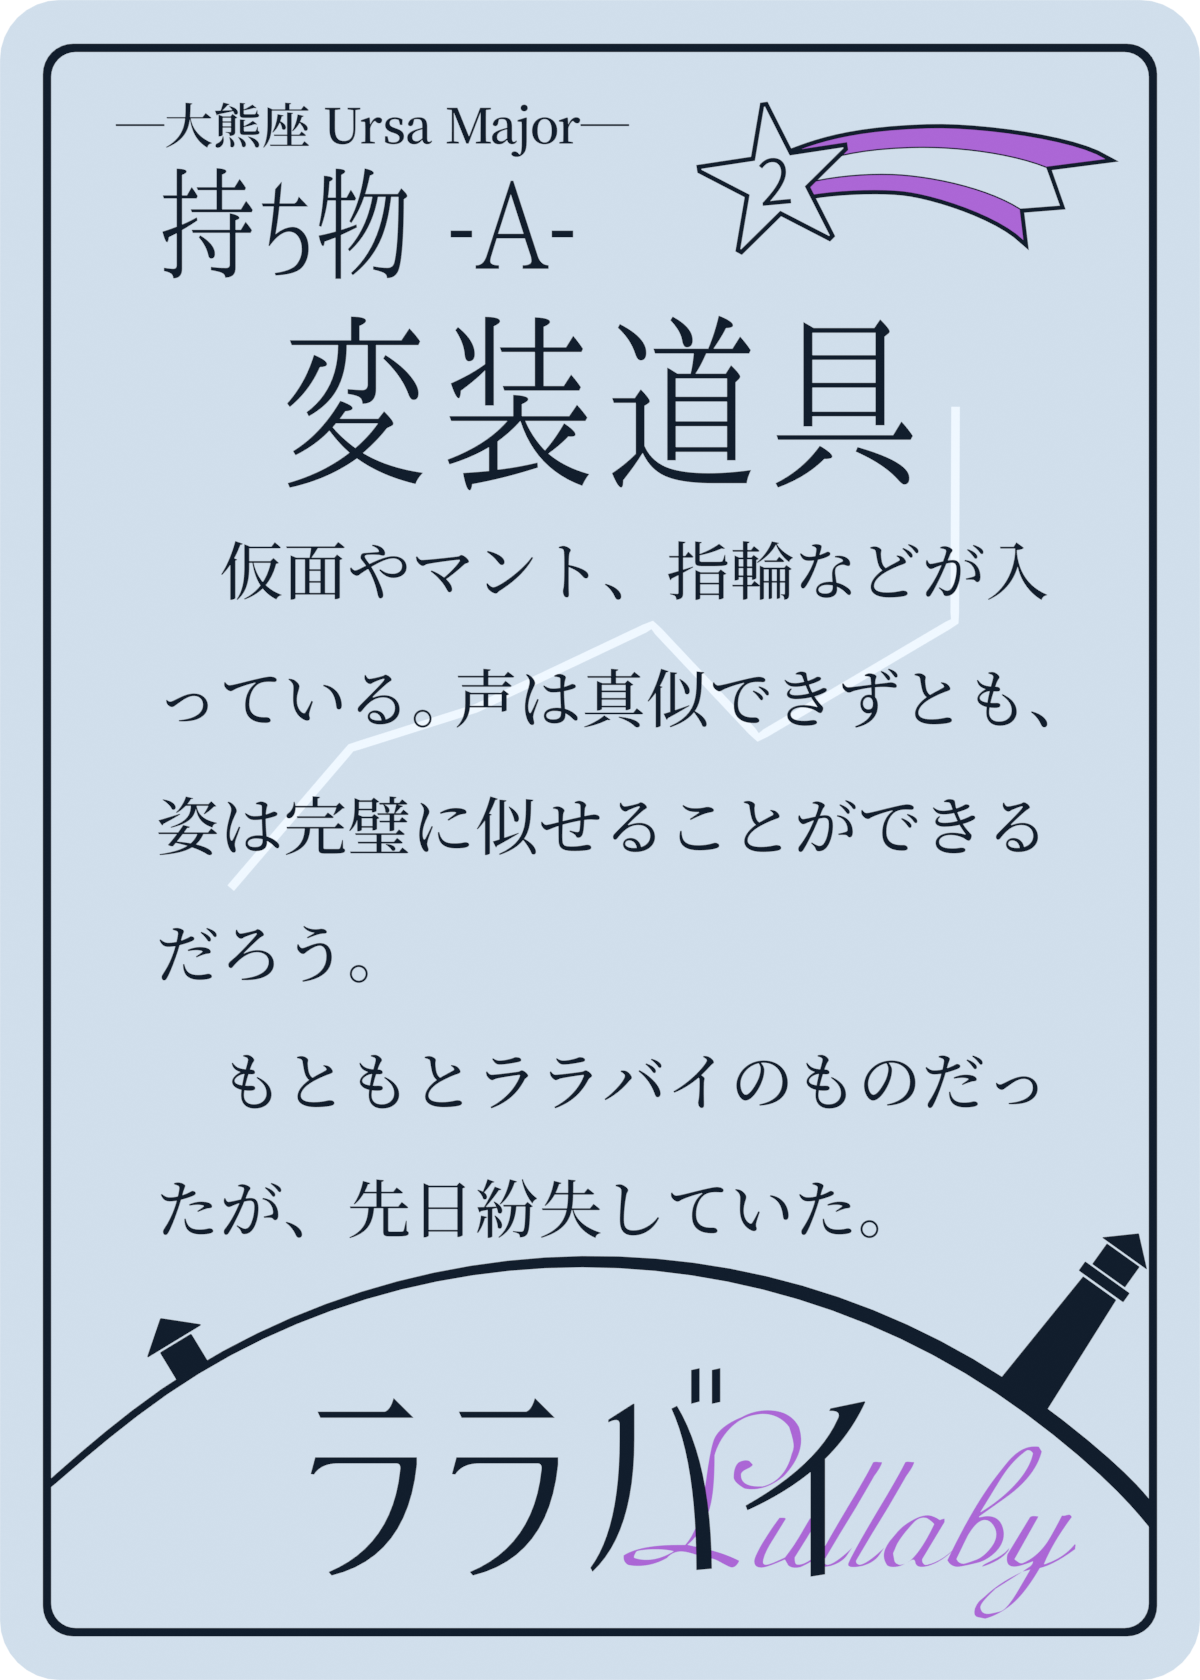 ―大熊座 Ursa Major―
持ち物 -A-
2
変装道具
仮面やマント、指輪などが入
っている。声は真似できずとも、
姿は完璧に似せることができる
だろう。
もともとララバイのものだっ
たが、先日紛失していた。
ララバイ
Lullaby